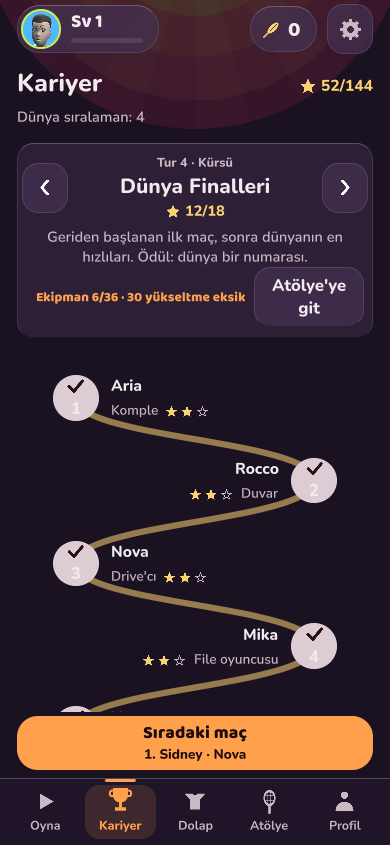 Sv 1
0
Kariyer
52/144
Dünya sıralaman: 4
Tur 4 · Kürsü
Dünya Finalleri
12/18
Geriden başlanan ilk maç, sonra dünyanın en
hızlıları. Ödül: dünya bir numarası.
Ekipman 6/36 · 30 yükseltme eksik
Atölye'ye
git
Aria
1
Komple
Rocco
2
Duvar
Nova
3
Drive'cı
Mika
4
File oyuncusu
Sıradaki maç
1. Sidney · Nova
Oyna
Kariyer
Dolap
Atölye
Profil